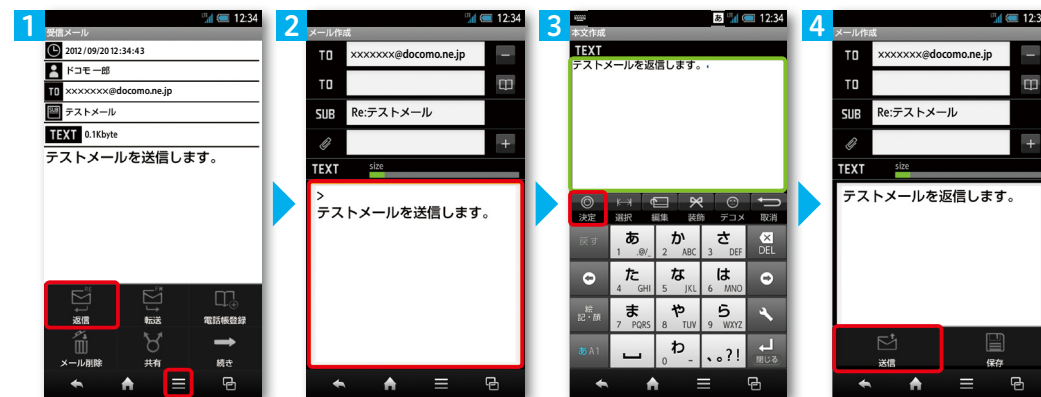 1
12:34
受信メール
2012/09/20 12:34:43
ドコモ 一郎
TO xxxxxxx@docomo.ne.jp
SUB テストメール
TEXT 0.1Kbyte
テストメールを送信します。
返信 転送 電話帳登録
メール削除 共有 続き
2
12:34
メール作成
TO xxxxxxx@docomo.ne.jp
TO
SUB Re:テストメール
TEXT size
>
テストメールを送信します。
3
あ 12:34
本文作成
TEXT
テストメールを返信します。
決定 選択 編集 装飾 デコメ 取消
戻す あ 1 .@/_ か 2 ABC さ 3 DEF DEL
た 4 GHI な 5 JKL は 6 MNO
絵記・顔 ま 7 PQRS や 8 TUV ら 9 WXYZ
あA1 わ 0 - 、。?! 閉じる
4
12:3
メール作成
TO xxxxxxx@docomo.ne.jp
TO
SUB Re:テストメール
TEXT size
テストメールを返信します。
送信 保存